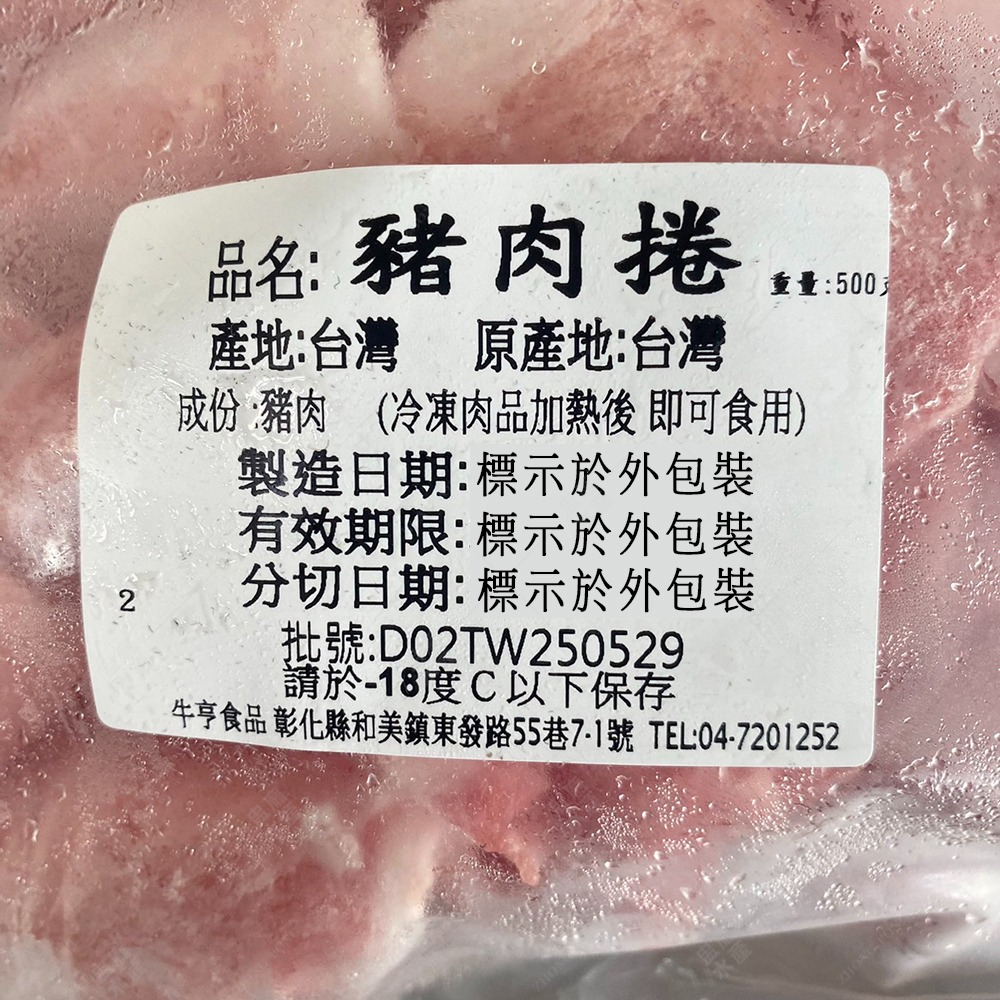 品名: 豬肉捲 重量:500
產地:台灣 原產地:台灣
成份:豬肉 (冷凍肉品加熱後 即可食用)
製造日期:標示於外包裝
有效期限:標示於外包裝
分切日期:標示於外包裝
2
批號:D02TW250529
請於-18度C以下保存
牛亨食品 彰化縣和美鎮東發路55巷7-1號 TEL:04-7201252